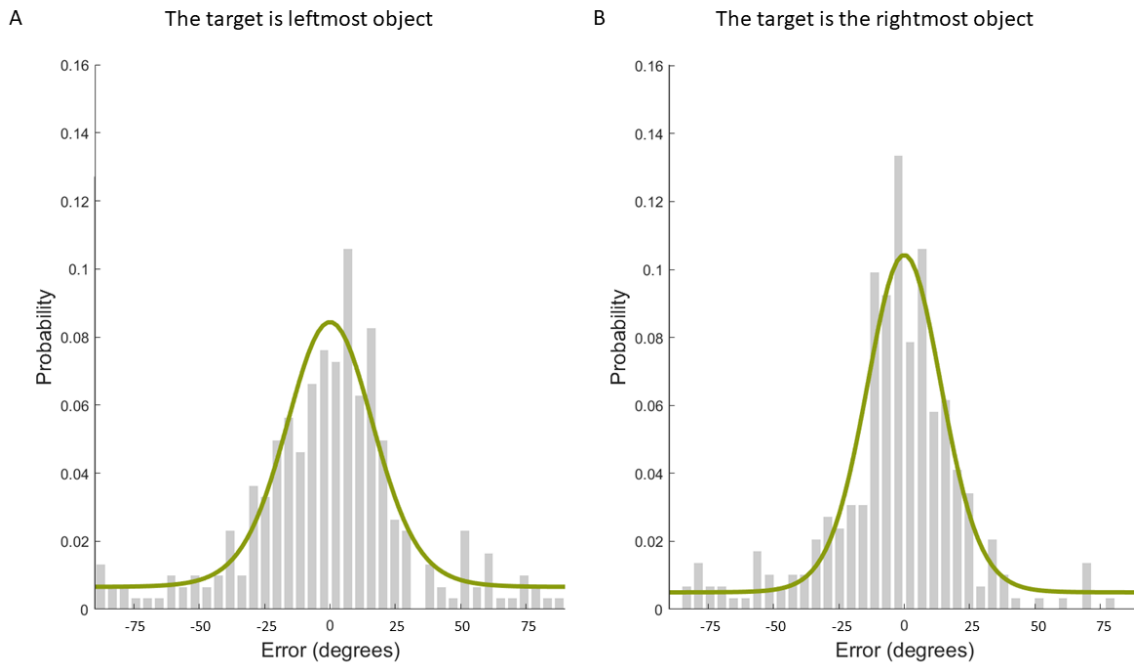 A
The target is leftmost object
0.16
0.14
0.12
0.1
0.08
0.06
0.04
0.02
0
Probability
-75 -50 -25 0 25 50 75
Error (degrees)
B
The target is the rightmost object
0.16
0.14
0.12
0.1
0.08
0.06
0.04
0.02
0
Probability
-75 -50 -25 0 25 50 75
Error (degrees)